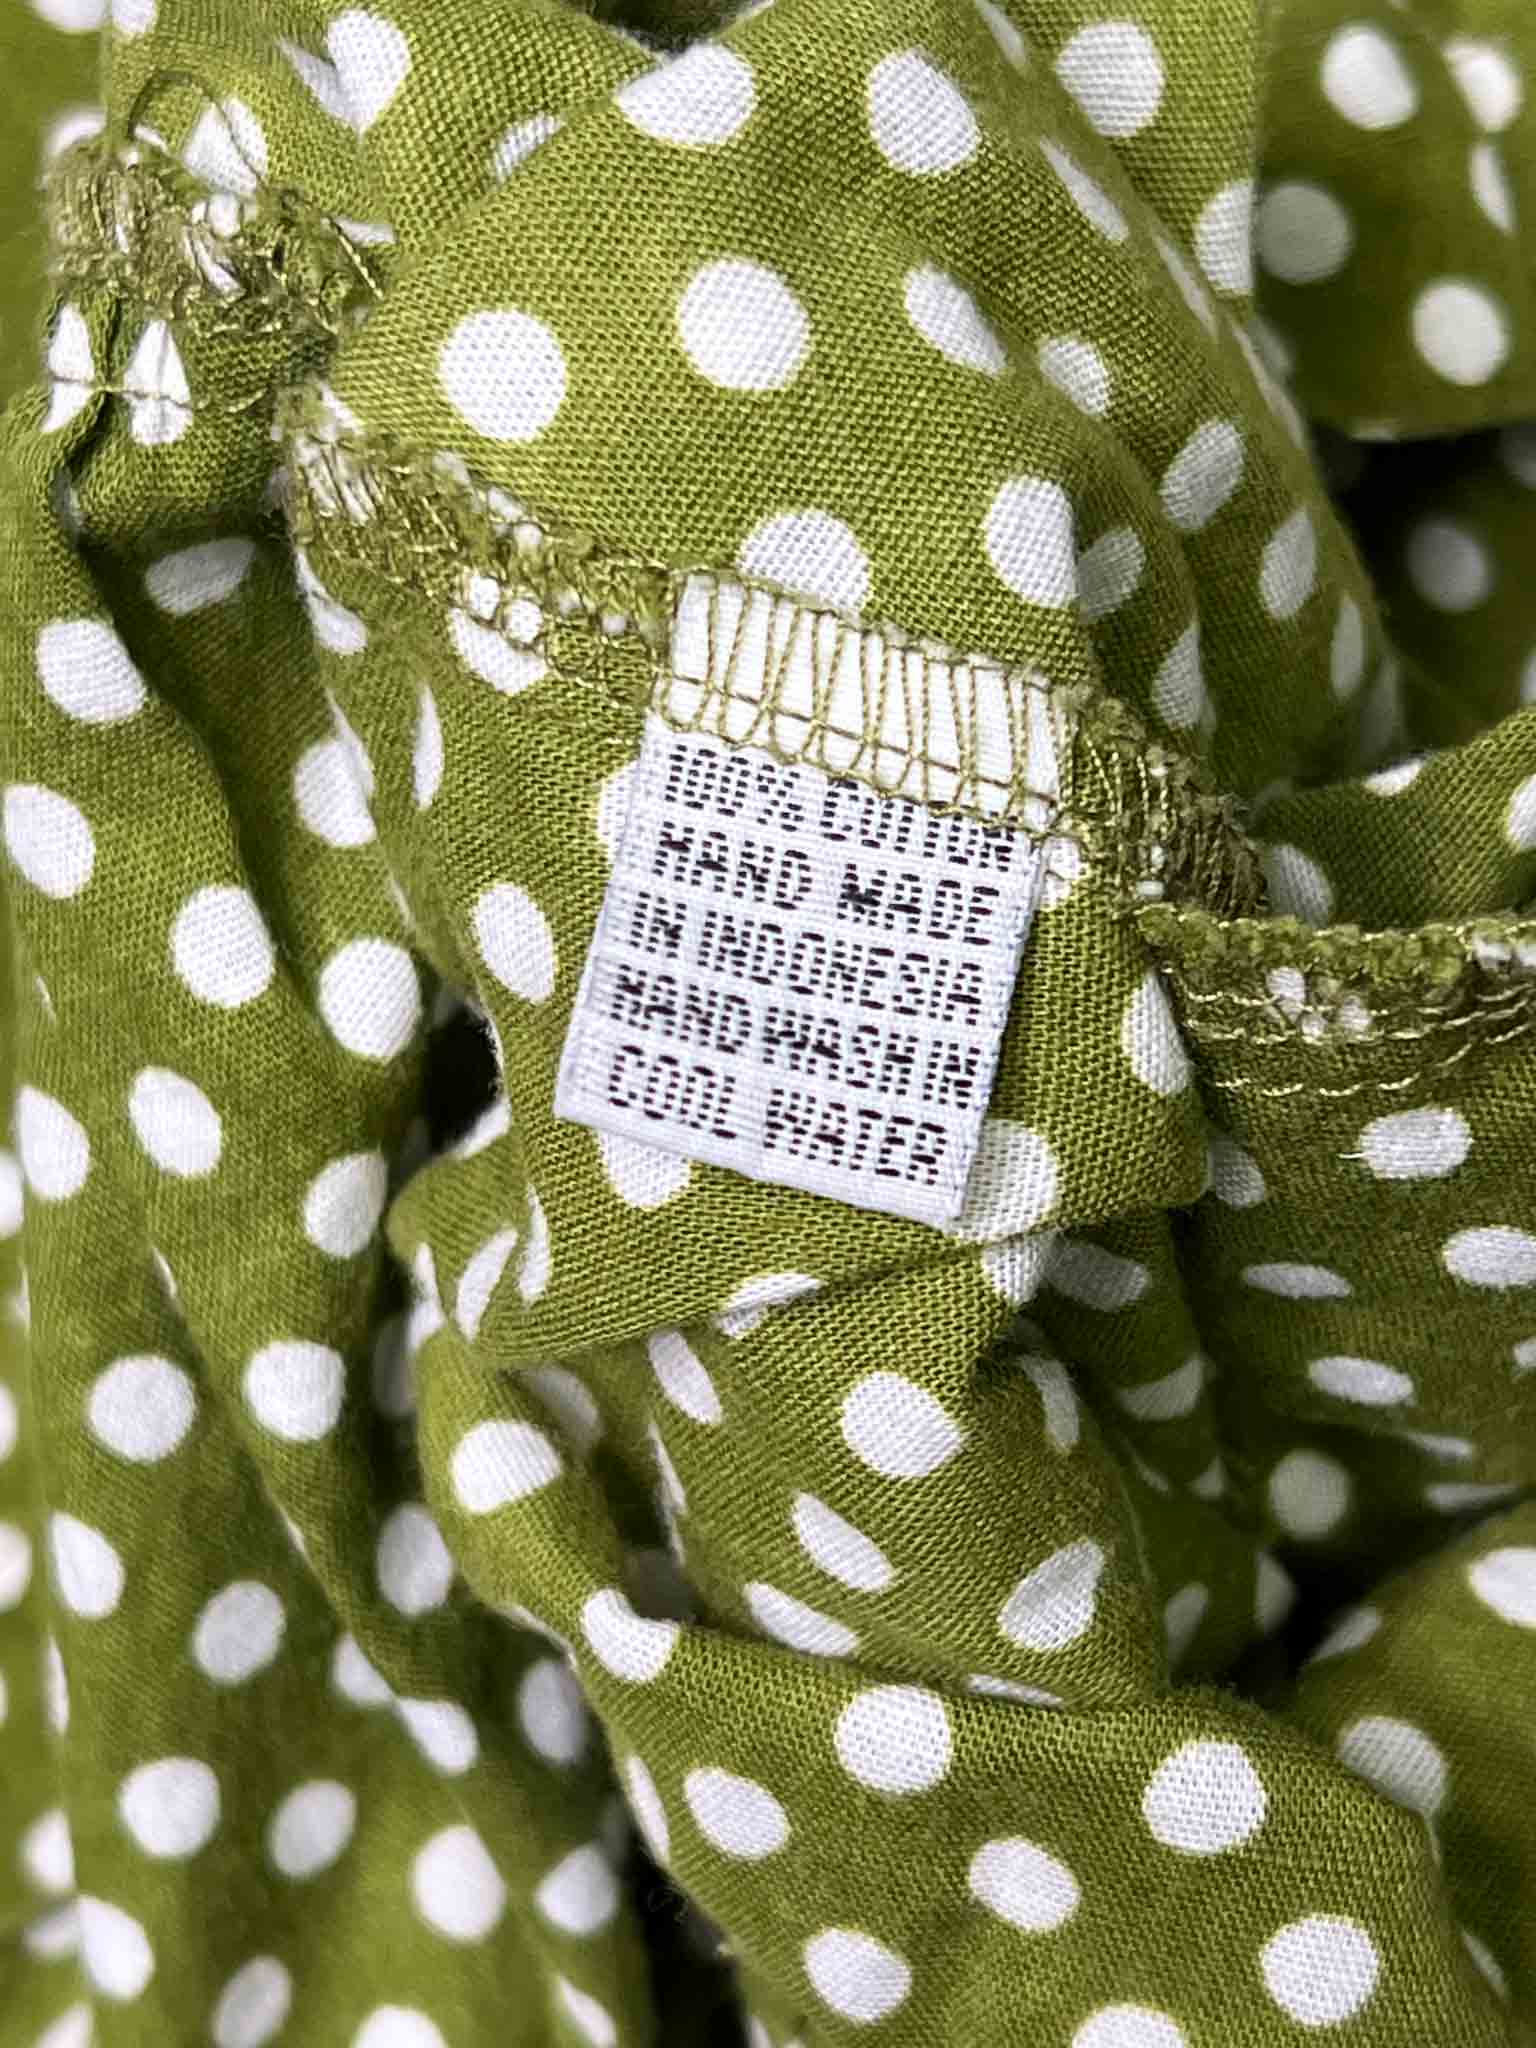 100% COTTON
HAND MADE
IN INDONESIA
HAND WASH IN
COOL WATER